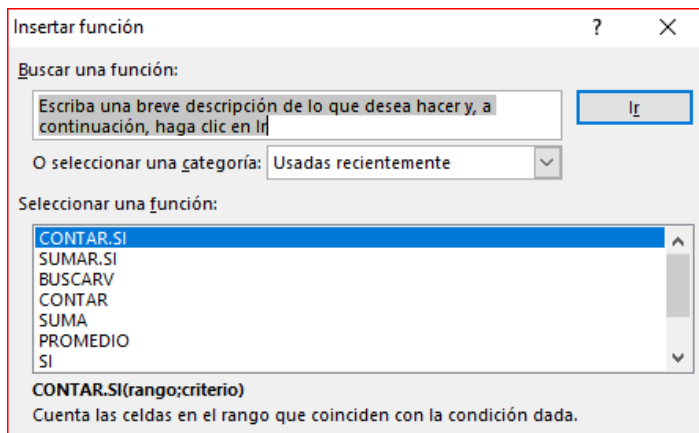 Insertar función
?
Buscar una función:
Escriba una breve descripción de lo que desea hacer y, a
continuación, haga clic en Ir
Ir
O seleccionar una categoría: Usadas recientemente
Seleccionar una función:
CONTAR.SI
SUMAR.SI
BUSCARV
CONTAR
SUMA
PROMEDIO
SI
CONTAR.SI(rango;criterio)
Cuenta las celdas en el rango que coinciden con la condición dada.